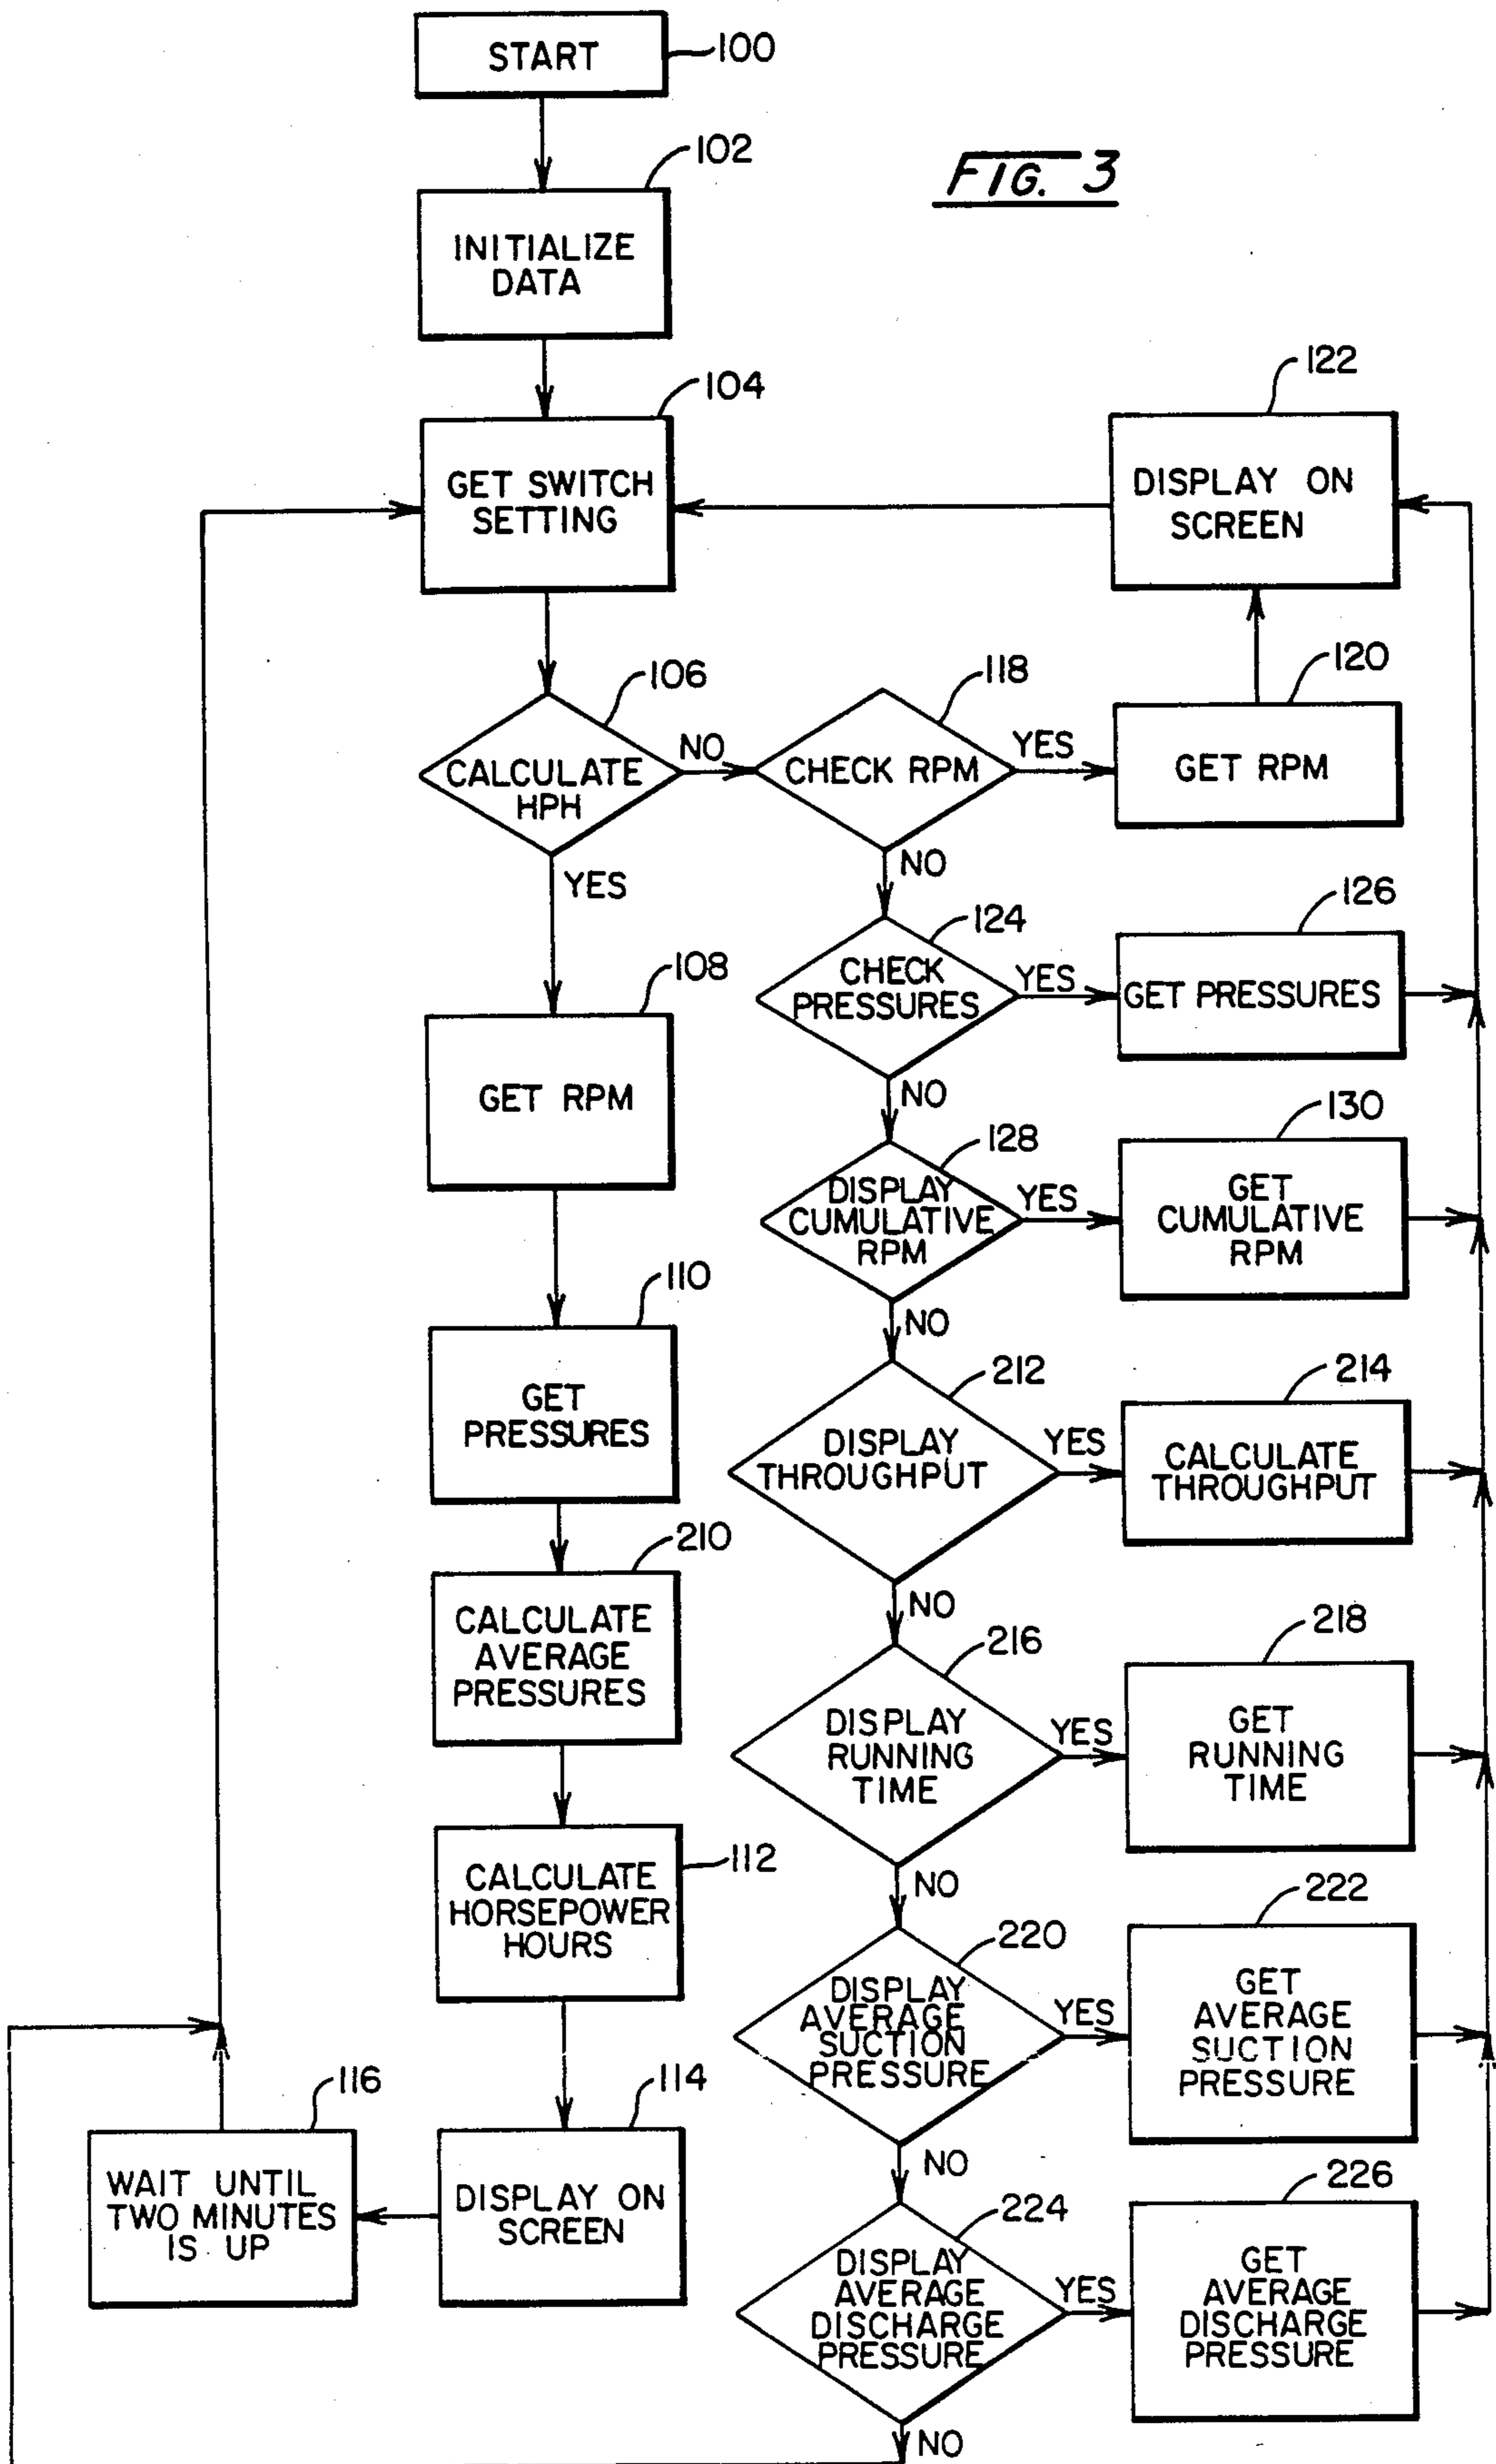 START
100
FIG. 3
102
INITIALIZE
DATA
104
GET SWITCH
SETTING
122
DISPLAY ON
SCREEN
106
CALCULATE
HPH
NO
YES
118
CHECK RPM
YES
NO
120
GET RPM
124
CHECK
PRESSURES
YES
NO
126
GET PRESSURES
108
GET RPM
128
DISPLAY
CUMULATIVE
RPM
YES
NO
130
GET
CUMULATIVE
RPM
110
GET
PRESSURES
212
DISPLAY
THROUGHPUT
YES
NO
214
CALCULATE
THROUGHPUT
210
CALCULATE
AVERAGE
PRESSURES
216
DISPLAY
RUNNING
TIME
YES
NO
218
GET
RUNNING
TIME
112
CALCULATE
HORSEPOWER
HOURS
220
DISPLAY
AVERAGE
SUCTION
PRESSURE
YES
NO
222
GET
AVERAGE
SUCTION
PRESSURE
114
DISPLAY ON
SCREEN
116
WAIT UNTIL
TWO MINUTES
IS UP
224
DISPLAY
AVERAGE
DISCHARGE
PRESSURE
YES
NO
226
GET
AVERAGE
DISCHARGE
PRESSURE